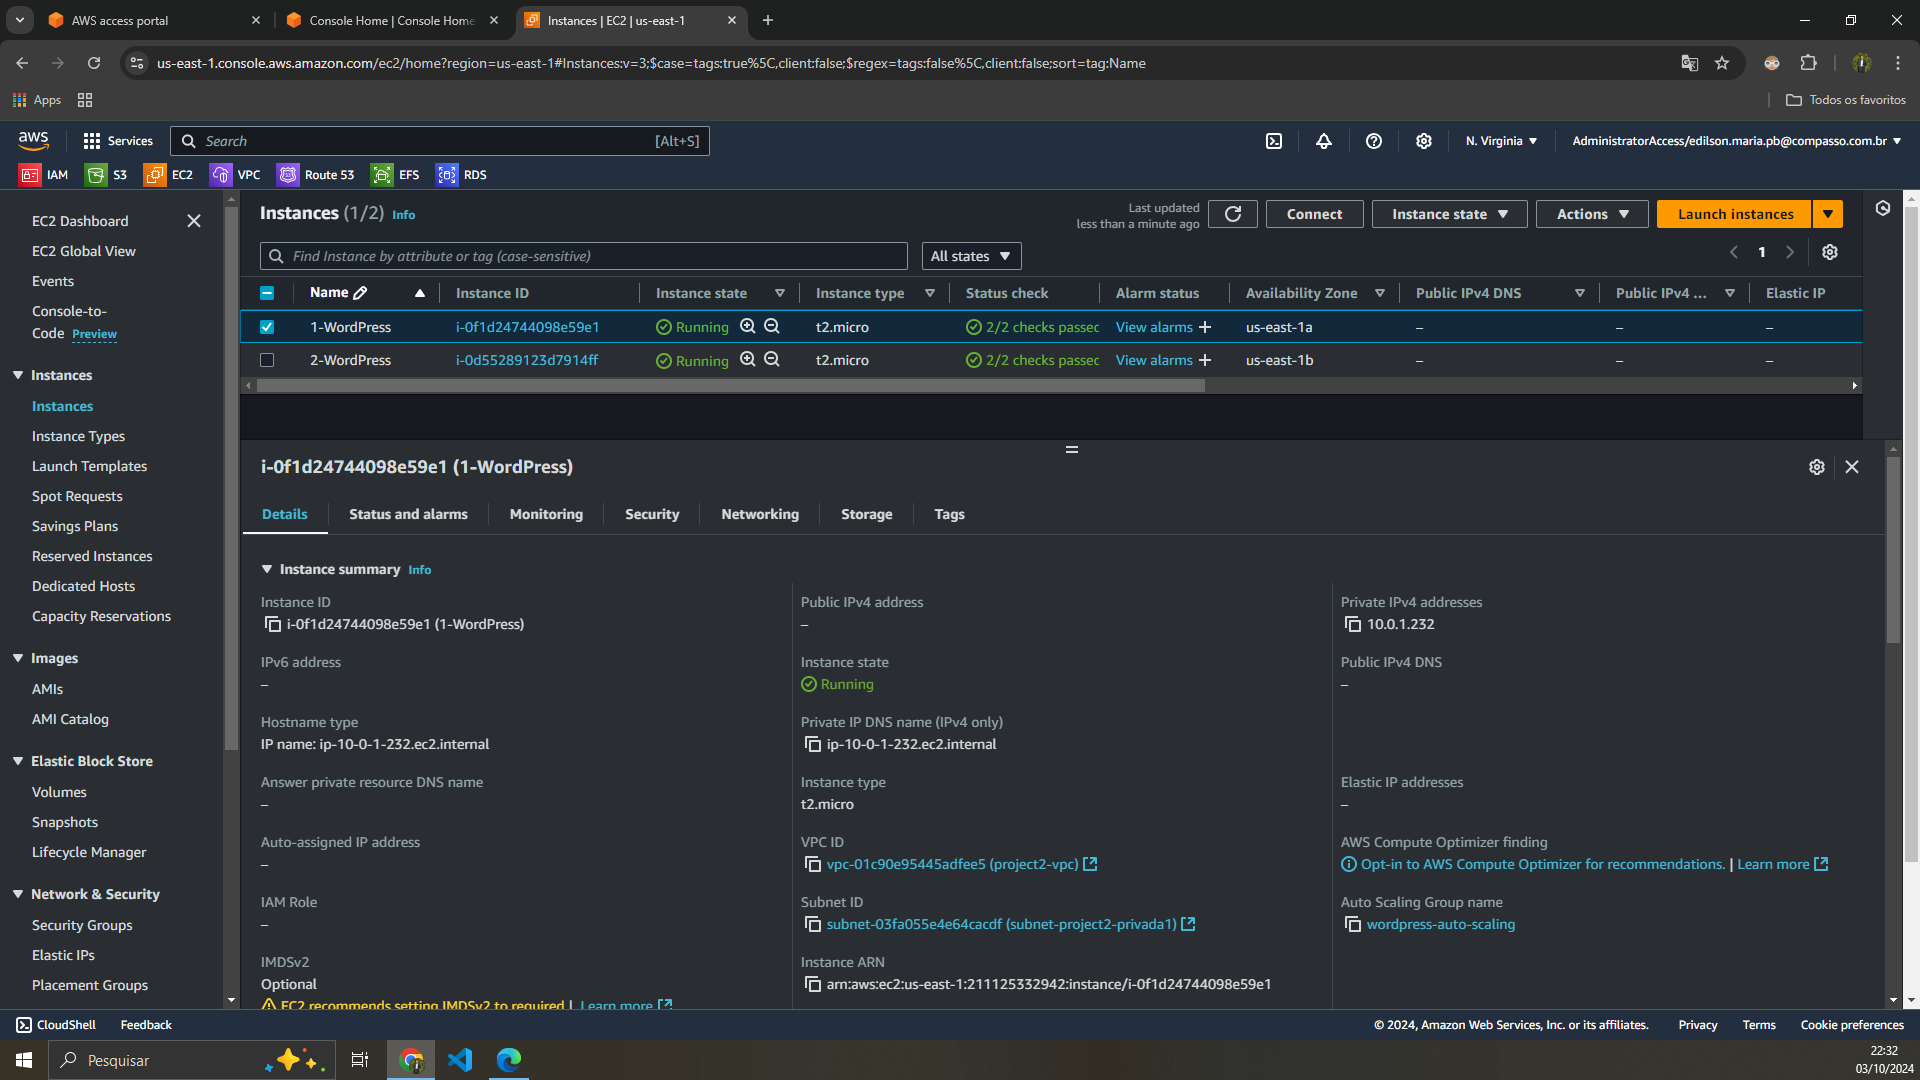 AWS access portal
Console Home | Console Home
Instances | EC2 | us-east-1
us-east-1.console.aws.amazon.com/ec2/home?region=us-east-1#Instances:v=3;$case=tags:true%5C,client:false;$regex=tags:false%5C,client:false;sort=tag:Name
Apps
Todos os favoritos
aws
Services
Search
[Alt+S]
N. Virginia
AdministratorAccess/edilson.maria.pb@compasso.com.br
IAM
S3
EC2
VPC
Route 53
EFS
RDS
EC2 Dashboard
EC2 Global View
Events
Console-to-
Code Preview
Instances
Instances
Instance Types
Launch Templates
Spot Requests
Savings Plans
Reserved Instances
Dedicated Hosts
Capacity Reservations
Images
AMIs
AMI Catalog
Elastic Block Store
Volumes
Snapshots
Lifecycle Manager
Network & Security
Security Groups
Elastic IPs
Placement Groups
Instances (1/2) Info
Last updated
less than a minute ago
Connect
Instance state
Actions
Launch instances
Find Instance by attribute or tag (case-sensitive)
All states
1
Name Instance ID Instance state Instance type Status check Alarm status Availability Zone Public IPv4 DNS Public IPv4 ... Elastic IP
1-WordPress i-0f1d24744098e59e1 Running t2.micro 2/2 checks passec View alarms + us-east-1a – – –
2-WordPress i-0d55289123d7914ff Running t2.micro 2/2 checks passec View alarms + us-east-1b – – –
i-0f1d24744098e59e1 (1-WordPress)
Details
Status and alarms
Monitoring
Security
Networking
Storage
Tags
Instance summary Info
Instance ID
i-0f1d24744098e59e1 (1-WordPress)
Public IPv4 address
–
Private IPv4 addresses
10.0.1.232
IPv6 address
–
Instance state
Running
Public IPv4 DNS
–
Hostname type
IP name: ip-10-0-1-232.ec2.internal
Private IP DNS name (IPv4 only)
ip-10-0-1-232.ec2.internal
Answer private resource DNS name
–
Instance type
t2.micro
Elastic IP addresses
–
Auto-assigned IP address
–
VPC ID
vpc-01c90e95445adfee5 (project2-vpc)
AWS Compute Optimizer finding
Opt-in to AWS Compute Optimizer for recommendations. | Learn more
IAM Role
–
Subnet ID
subnet-03fa055e4e64cacdf (subnet-project2-privada1)
Auto Scaling Group name
wordpress-auto-scaling
IMDSv2
Optional
EC2 recommends setting IMDSv2 to required | Learn more
Instance ARN
arn:aws:ec2:us-east-1:211125332942:instance/i-0f1d24744098e59e1
CloudShell
Feedback
© 2024, Amazon Web Services, Inc. or its affiliates.
Privacy
Terms
Cookie preferences
Pesquisar
22:32
03/10/2024